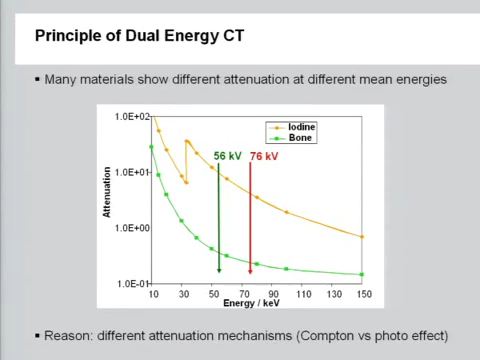 Principle of Dual Energy CT
▪ Many materials show different attenuation at different mean energies
1.0E+02
1.0E+01
1.0E+00
1.0E-01
Attenuation
Iodine
Bone
56 kV
76 kV
10 30 50 70 90 110 130 150
Energy / keV
▪ Reason: different attenuation mechanisms (Compton vs photo effect)